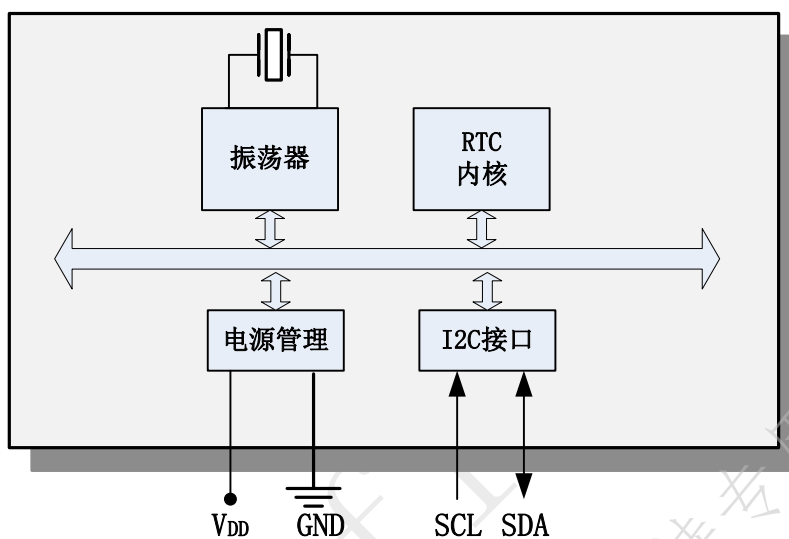 振荡器
RTC
内核
电源管理
I2C接口
VDD
GND
SCL
SDA